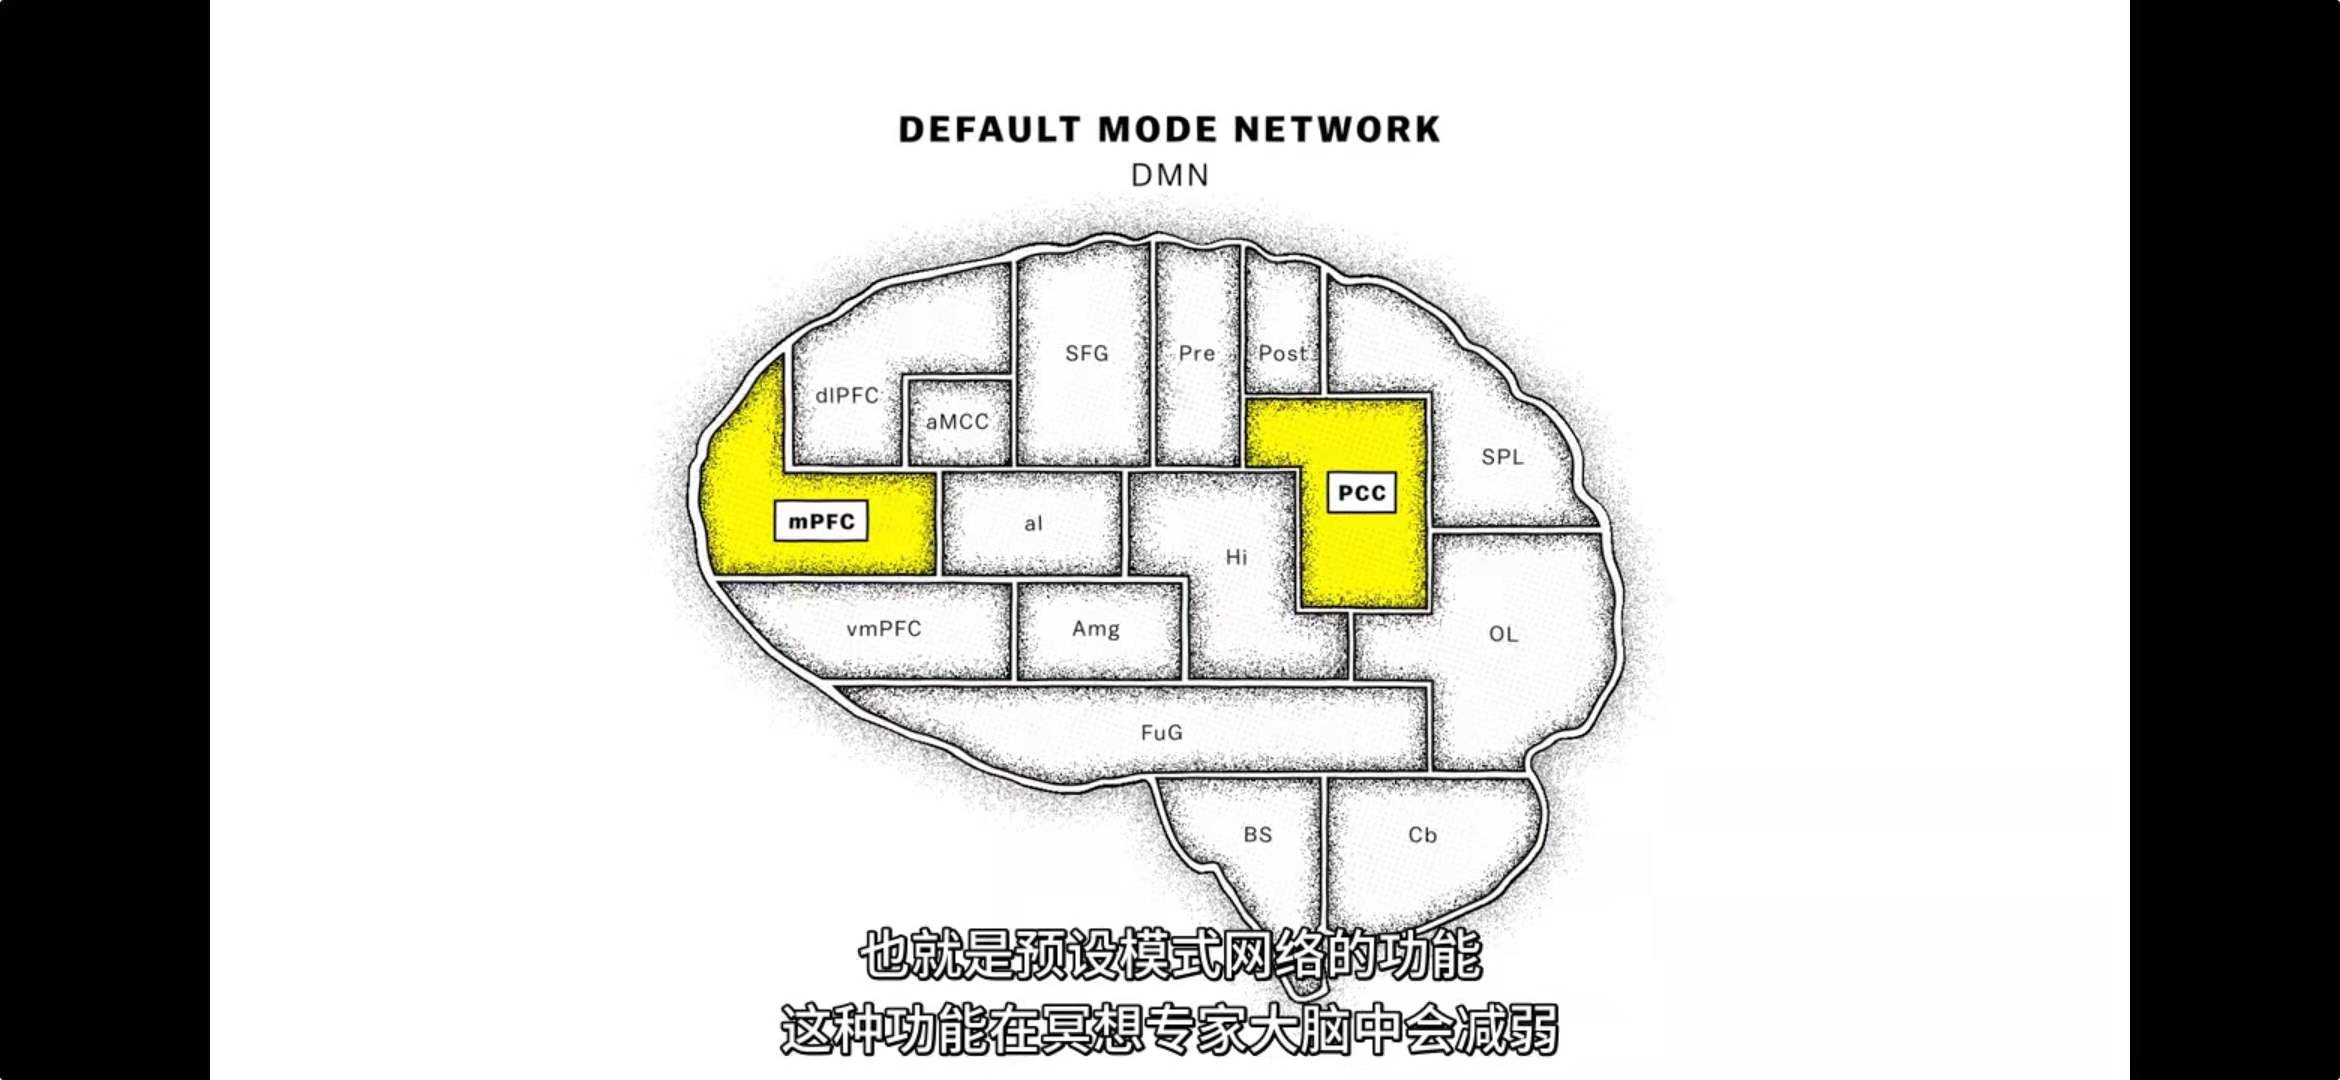 DEFAULT MODE NETWORK
DMN
SFG
Pre
Post
dlPFC
aMCC
SPL
PCC
mPFC
aI
Hi
vmPFC
Amg
OL
FuG
BS
Cb
也就是预设模式网络的功能
这种功能在冥想专家大脑中会减弱